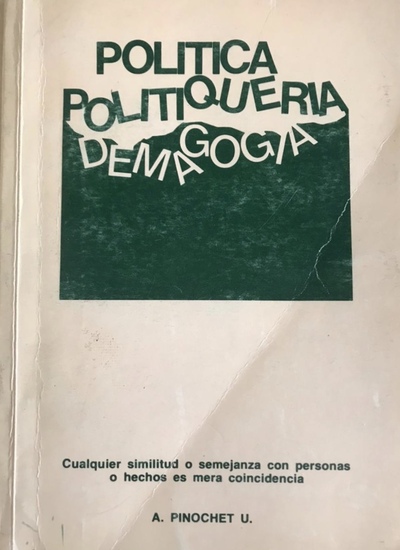 POLITICA
POLITIQUERIA
DEMAGOGIA
Cualquier similitud o semejanza con personas
o hechos es mera coincidencia
A. PINOCHET U.